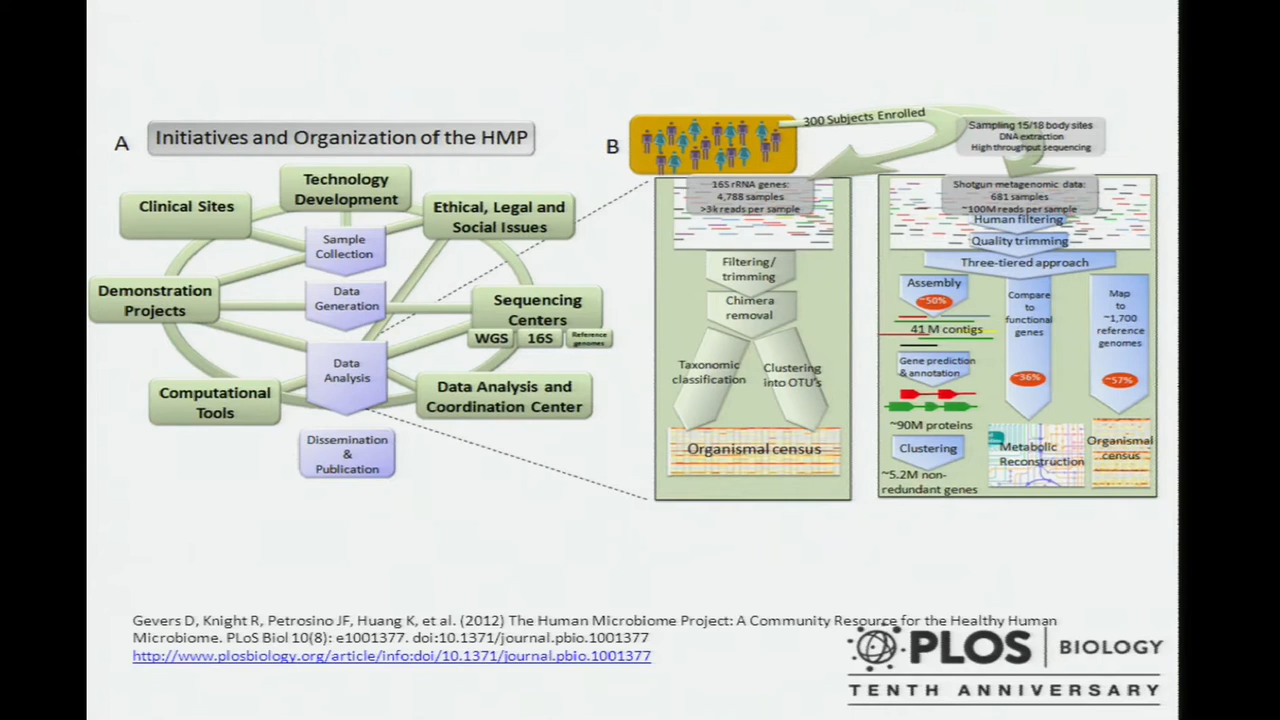 A
Initiatives and Organization of the HMP
Technology
Development
Clinical Sites
Ethical, Legal and
Social Issues
Sample
Collection
Demonstration
Projects
Data
Generation
Sequencing
Centers
WGS
16S
Reference
genomes
Data
Analysis
Computational
Tools
Data Analysis and
Coordination Center
Dissemination
&
Publication
B
300 Subjects Enrolled
Sampling 15/18 body sites
DNA extraction
High throughput sequencing
16S rRNA genes:
4,788 samples
>3k reads per sample
Filtering/
trimming
Chimera
removal
Taxonomic
classification
Clustering
into OTU's
Organismal census
Shotgun metagenomic data:
681 samples
~100M reads per sample
Human filtering
Quality trimming
Three-tiered approach
Assembly
~50%
41 M contigs
Gene prediction
& annotation
~90M proteins
Clustering
~5.2M non-
redundant genes
Compare
to
functional
genes
~36%
Metabolic
Reconstruction
Map
to
~1,700
reference
genomes
~57%
Organismal
census
Gevers D, Knight R, Petrosino JF, Huang K, et al. (2012) The Human Microbiome Project: A Community Resource for the Healthy Human
Microbiome. PLoS Biol 10(8): e1001377. doi:10.1371/journal.pbio.1001377
http://www.plosbiology.org/article/info:doi/10.1371/journal.pbio.1001377
PLOS BIOLOGY
TENTH ANNIVERSARY